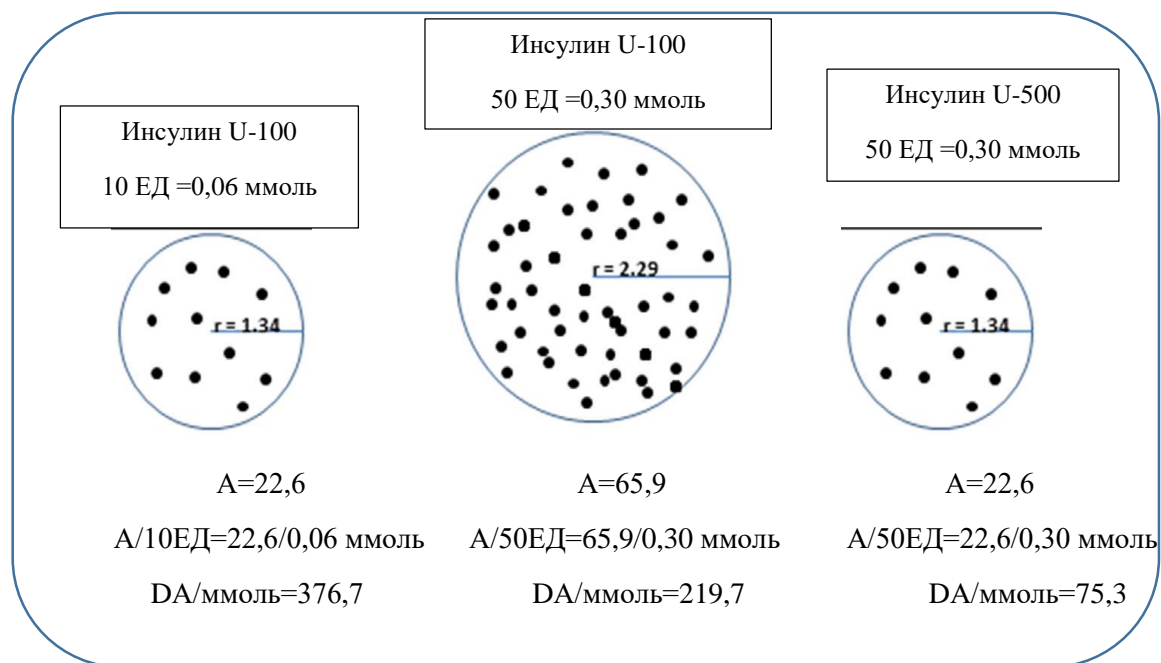 Инсулин U-100
10 ЕД =0,06 ммоль
r = 1.34
A=22,6
A/10ЕД=22,6/0,06 ммоль
DA/ммоль=376,7
Инсулин U-100
50 ЕД =0,30 ммоль
r = 2.29
A=65,9
A/50ЕД=65,9/0,30 ммоль
DA/ммоль=219,7
Инсулин U-500
50 ЕД =0,30 ммоль
r = 1.34
A=22,6
A/50ЕД=22,6/0,30 ммоль
DA/ммоль=75,3